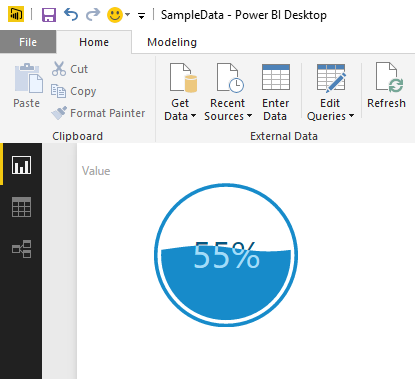 SampleData - Power BI Desktop
File Home Modeling
Paste
Cut
Copy
Format Painter
Clipboard
Get Data
Recent Sources
Enter Data
Edit Queries
Refresh
External Data
Value
55%